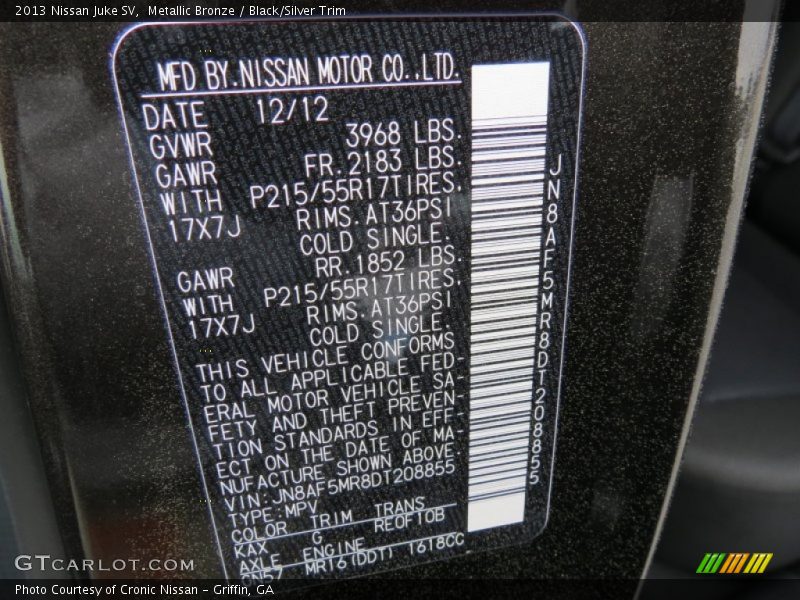 2013 Nissan Juke SV,  Metallic Bronze / Black/Silver Trim
MFD BY.NISSAN MOTOR CO.,LTD.
DATE 12/12
GVWR 3968 LBS.
GAWR FR.2183 LBS.
WITH P215/55R17TIRES.
17X7J RIMS.AT36PSI
COLD SINGLE.
GAWR RR.1852 LBS.
WITH P215/55R17TIRES.
17X7J RIMS.AT36PSI
COLD SINGLE.
THIS VEHICLE CONFORMS
TO ALL APPLICABLE FED-
ERAL MOTOR VEHICLE SA-
FETY AND THEFT PREVEN-
TION STANDARDS IN EFF-
ECT ON THE DATE OF MA-
NUFACTURE SHOWN ABOVE
VIN:JN8AF5MR8DT208855
TYPE:MPV
COLOR TRIM TRANS
KAX G RE0F10B
AXLE ENGINE
CN57 MR16(DDT) 1618CC
JN8AF5MR8DT208855
GTCARLOT.COM
Photo Courtesy of Cronic Nissan – Griffin, GA